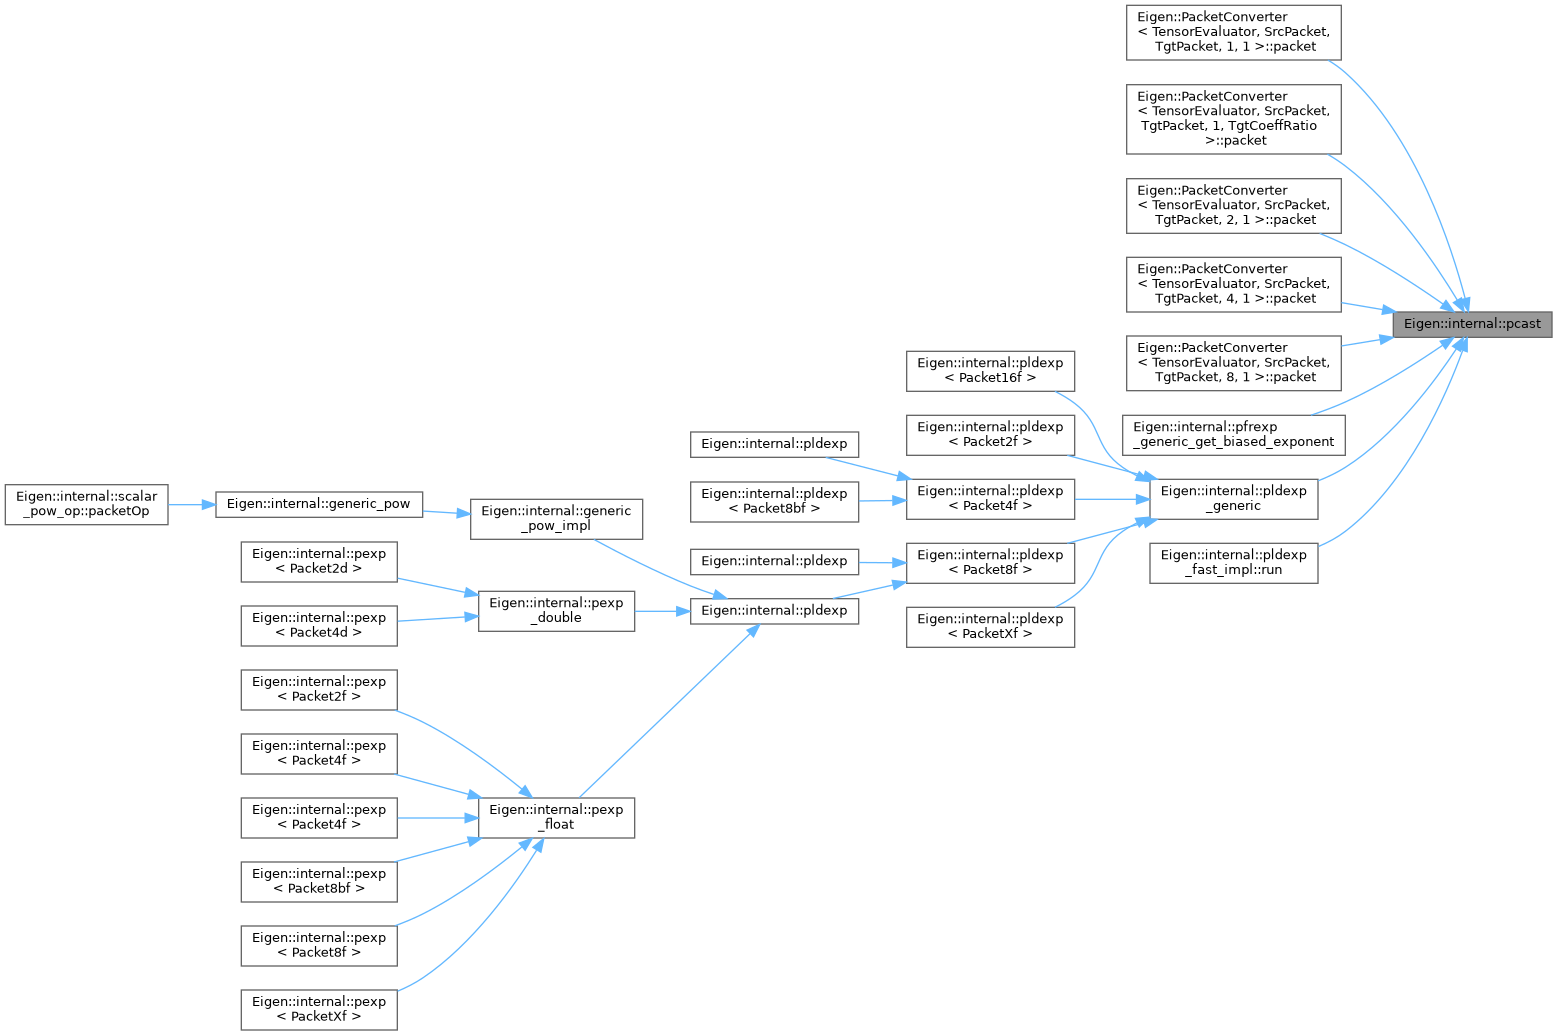 Eigen::PacketConverter
< TensorEvaluator, SrcPacket,
TgtPacket, 1, 1 >::packet
Eigen::PacketConverter
< TensorEvaluator, SrcPacket,
TgtPacket, 1, TgtCoeffRatio
>::packet
Eigen::PacketConverter
< TensorEvaluator, SrcPacket,
TgtPacket, 2, 1 >::packet
Eigen::PacketConverter
< TensorEvaluator, SrcPacket,
TgtPacket, 4, 1 >::packet
Eigen::internal::pcast
Eigen::PacketConverter
< TensorEvaluator, SrcPacket,
TgtPacket, 8, 1 >::packet
Eigen::internal::pldexp
< Packet16f >
Eigen::internal::pldexp
< Packet2f >
Eigen::internal::pfrexp
_generic_get_biased_exponent
Eigen::internal::pldexp
Eigen::internal::pldexp
< Packet8bf >
Eigen::internal::pldexp
< Packet4f >
Eigen::internal::pldexp
_generic
Eigen::internal::scalar
_pow_op::packetOp
Eigen::internal::generic_pow
Eigen::internal::generic
_pow_impl
Eigen::internal::pexp
< Packet2d >
Eigen::internal::pldexp
Eigen::internal::pldexp
< Packet8f >
Eigen::internal::pldexp
_fast_impl::run
Eigen::internal::pexp
< Packet4d >
Eigen::internal::pexp
_double
Eigen::internal::pldexp
Eigen::internal::pldexp
< PacketXf >
Eigen::internal::pexp
< Packet2f >
Eigen::internal::pexp
< Packet4f >
Eigen::internal::pexp
< Packet4f >
Eigen::internal::pexp
_float
Eigen::internal::pexp
< Packet8bf >
Eigen::internal::pexp
< Packet8f >
Eigen::internal::pexp
< PacketXf >